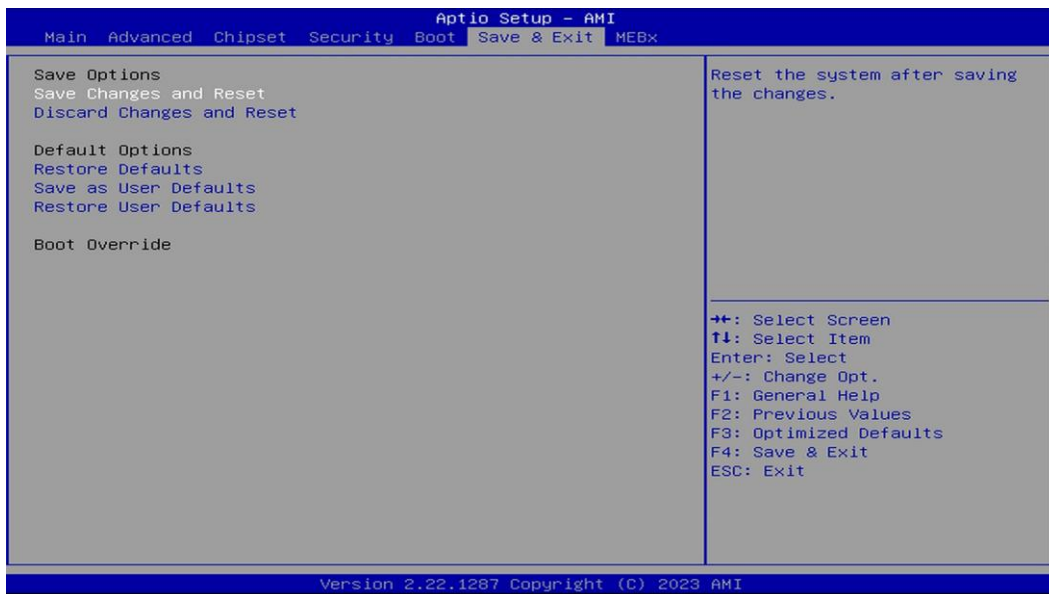 Aptio Setup – AMI
Main Advanced Chipset Security Boot Save & Exit MEBx
Save Options
Save Changes and Reset
Discard Changes and Reset
Default Options
Restore Defaults
Save as User Defaults
Restore User Defaults
Boot Override
Reset the system after saving
the changes.
→←: Select Screen
↑↓: Select Item
Enter: Select
+/-: Change Opt.
F1: General Help
F2: Previous Values
F3: Optimized Defaults
F4: Save & Exit
ESC: Exit
Version 2.22.1287 Copyright (C) 2023 AMI